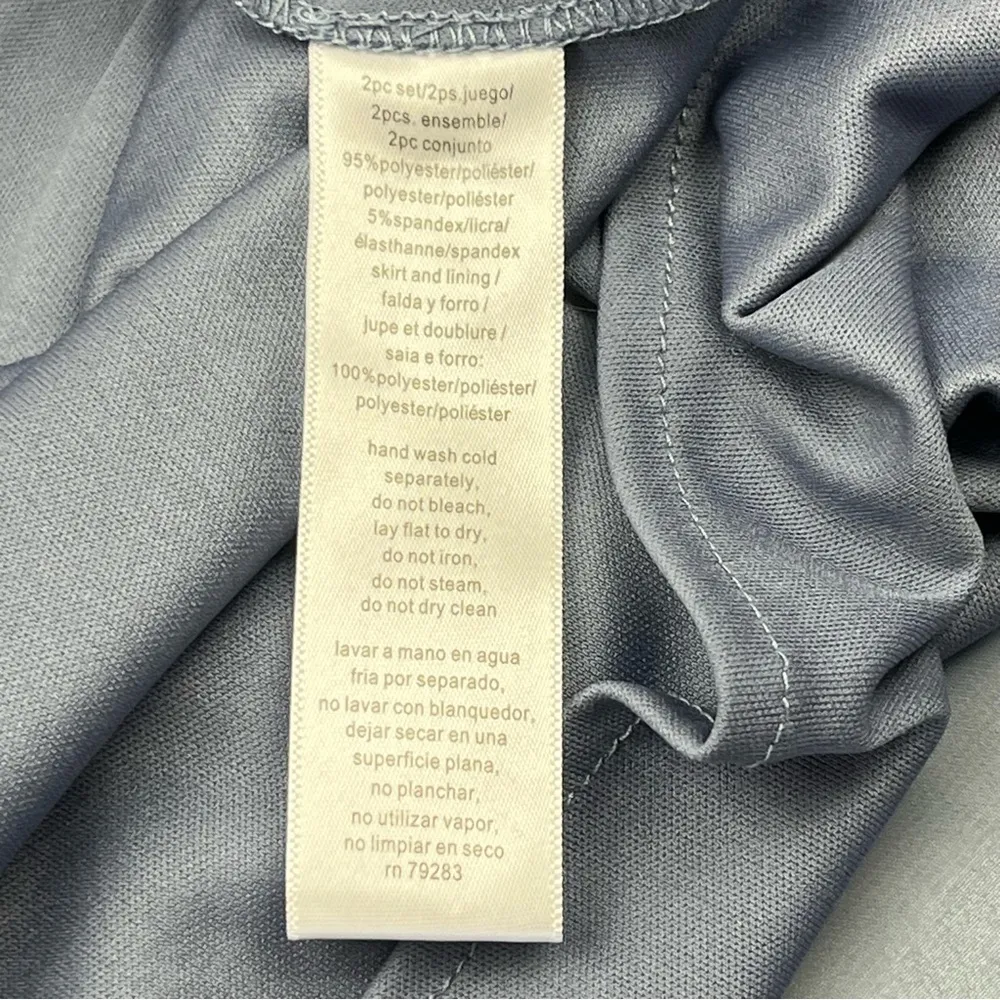 2pc set/2ps.juego/
2pcs. ensemble/
2pc conjunto
95%polyester/poliéster/
polyester/poliéster
5%spandex/licra/
élasthanne/spandex
skirt and lining /
falda y forro /
jupe et doublure /
saia e forro:
100%polyester/poliéster/
polyester/poliéster
hand wash cold
separately,
do not bleach,
lay flat to dry,
do not iron,
do not steam,
do not dry clean
lavar a mano en agua
fria por separado,
no lavar con blanquedor,
dejar secar en una
superficie plana,
no planchar,
no utilizar vapor,
no limpiar en seco
rn 79283